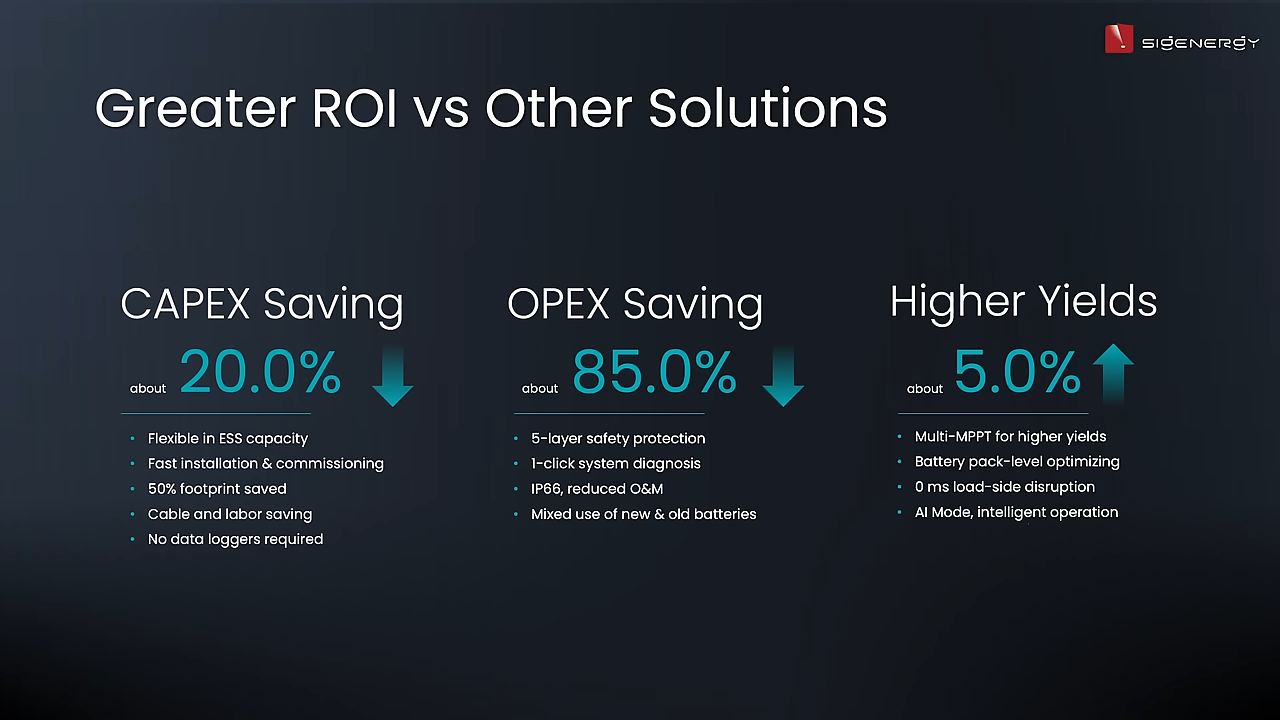 SIGENERGY
Greater ROI vs Other Solutions
CAPEX Saving
about 20.0%
• Flexible in ESS capacity
• Fast installation & commissioning
• 50% footprint saved
• Cable and labor saving
• No data loggers required
OPEX Saving
about 85.0%
• 5-layer safety protection
• 1-click system diagnosis
• IP66, reduced O&M
• Mixed use of new & old batteries
Higher Yields
about 5.0%
• Multi-MPPT for higher yields
• Battery pack-level optimizing
• 0 ms load-side disruption
• AI Mode, intelligent operation